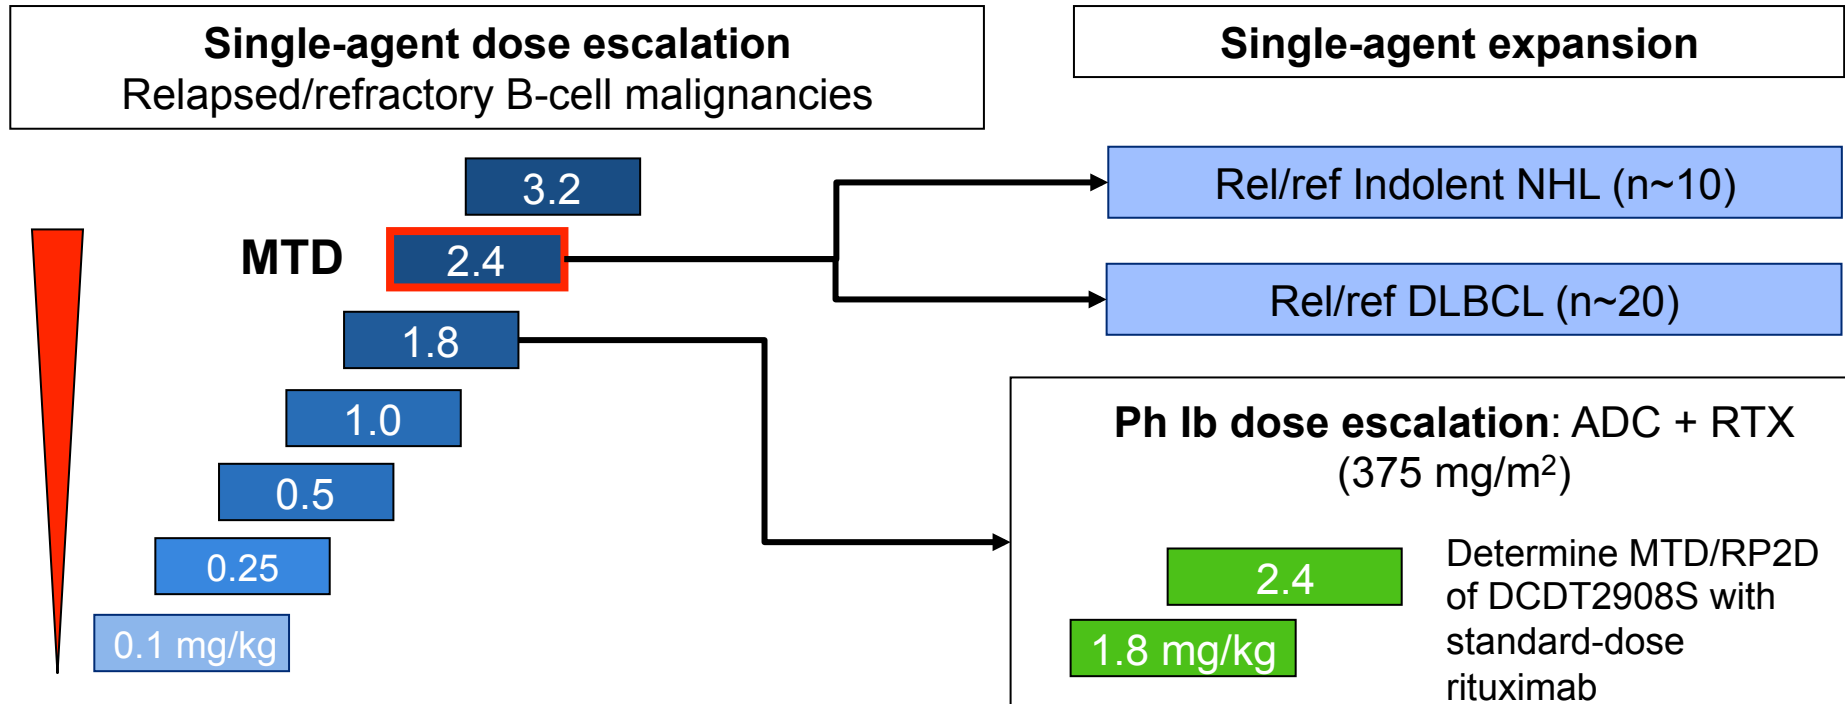 Single-agent dose escalation
Relapsed/refractory B-cell malignancies
Single-agent expansion
3.2
MTD
2.4
1.8
1.0
0.5
0.25
0.1 mg/kg
Rel/ref Indolent NHL (n~10)
Rel/ref DLBCL (n~20)
Ph Ib dose escalation: ADC + RTX
(375 mg/m²)
2.4
1.8 mg/kg
Determine MTD/RP2D
of DCDT2908S with
standard-dose
rituximab